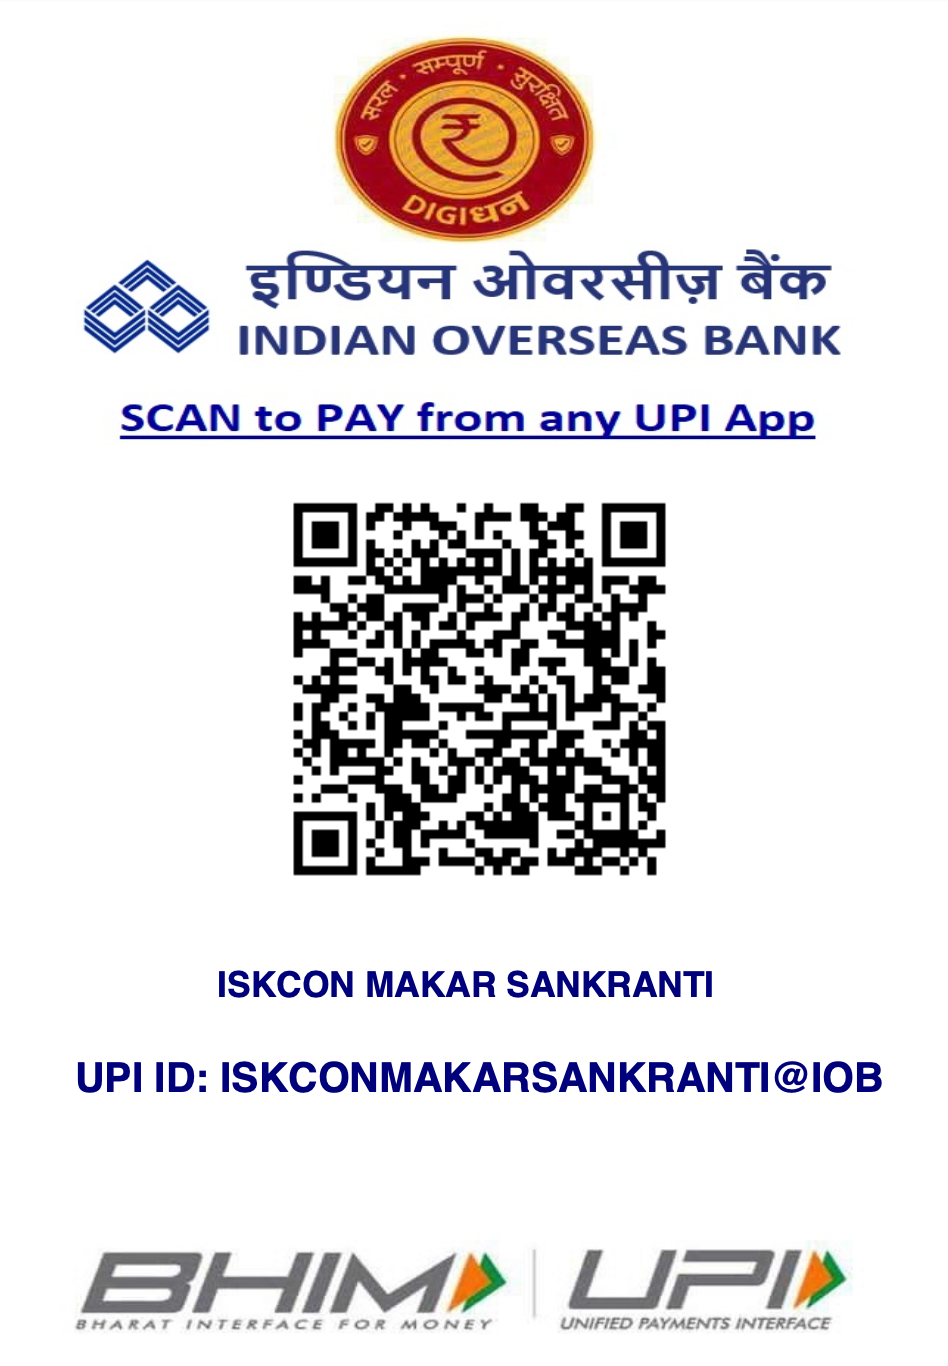 सरल • सम्पूर्ण • सुरक्षित
DIGIधन
इण्डियन ओवरसीज़ बैंक
INDIAN OVERSEAS BANK
SCAN to PAY from any UPI App
ISKCON MAKAR SANKRANTI
UPI ID: ISKCONMAKARSANKRANTI@IOB
BHIM UPI
BHARAT INTERFACE FOR MONEY UNIFIED PAYMENTS INTERFACE